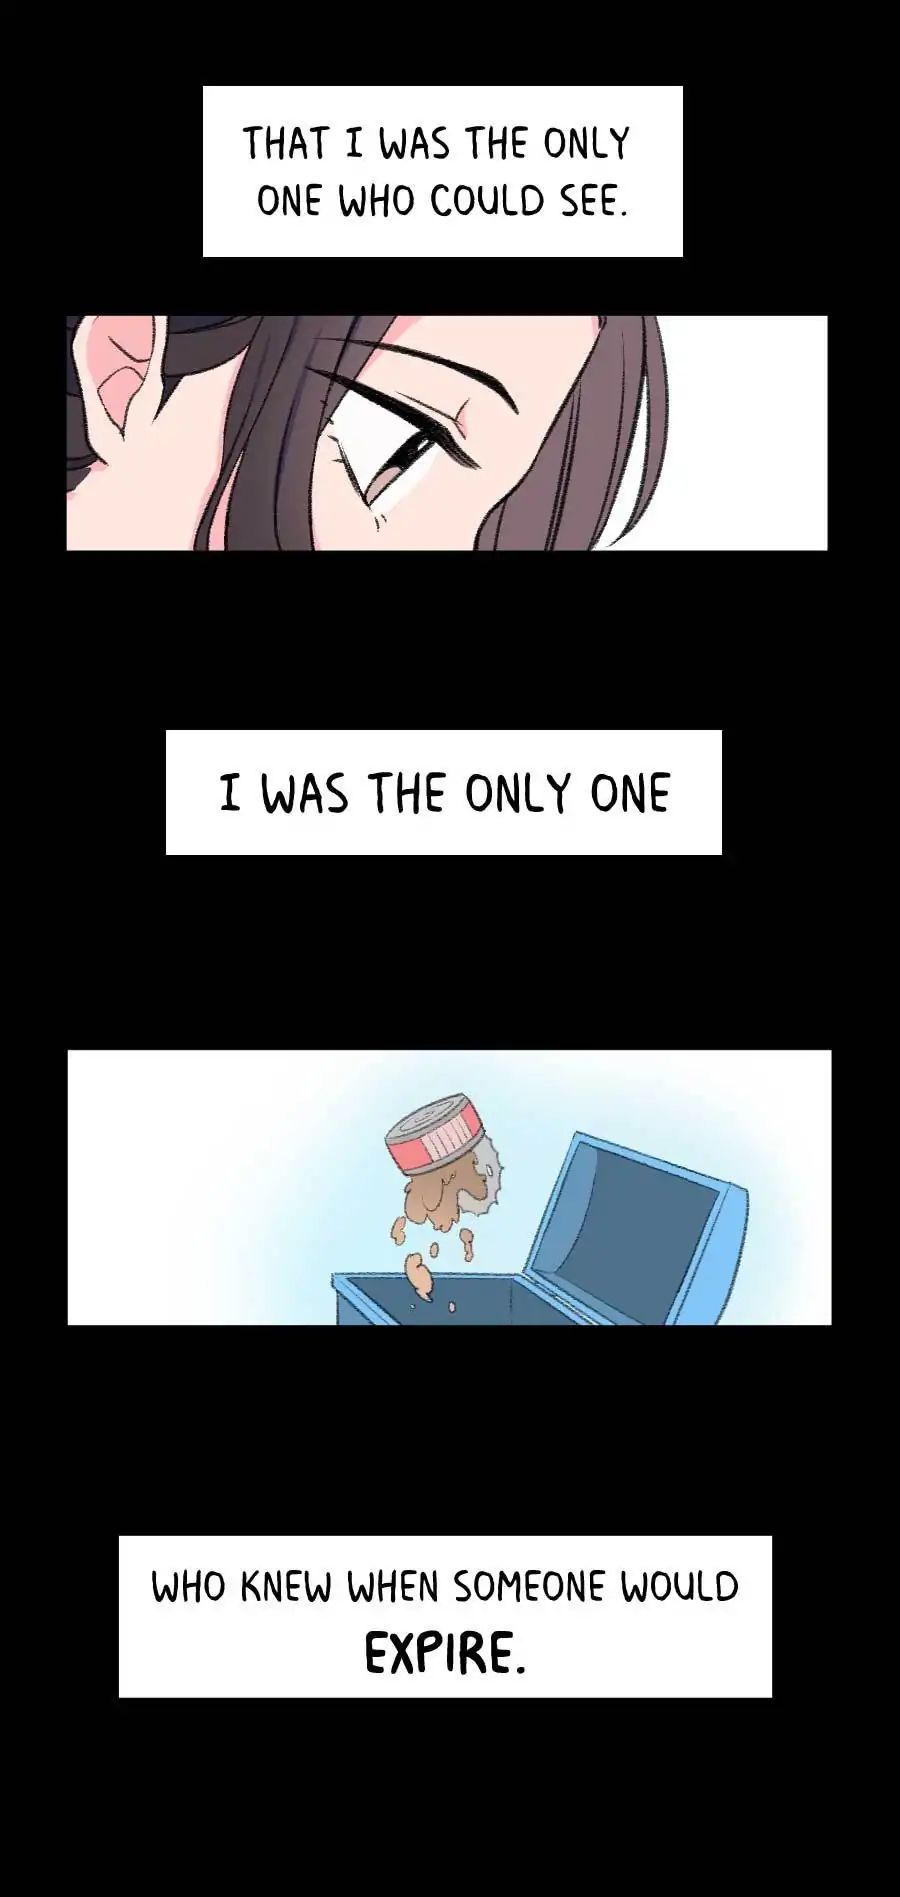 THAT I WAS THE ONLY
ONE WHO COULD SEE.
I WAS THE ONLY ONE
WHO KNEW WHEN SOMEONE WOULD
EXPIRE.